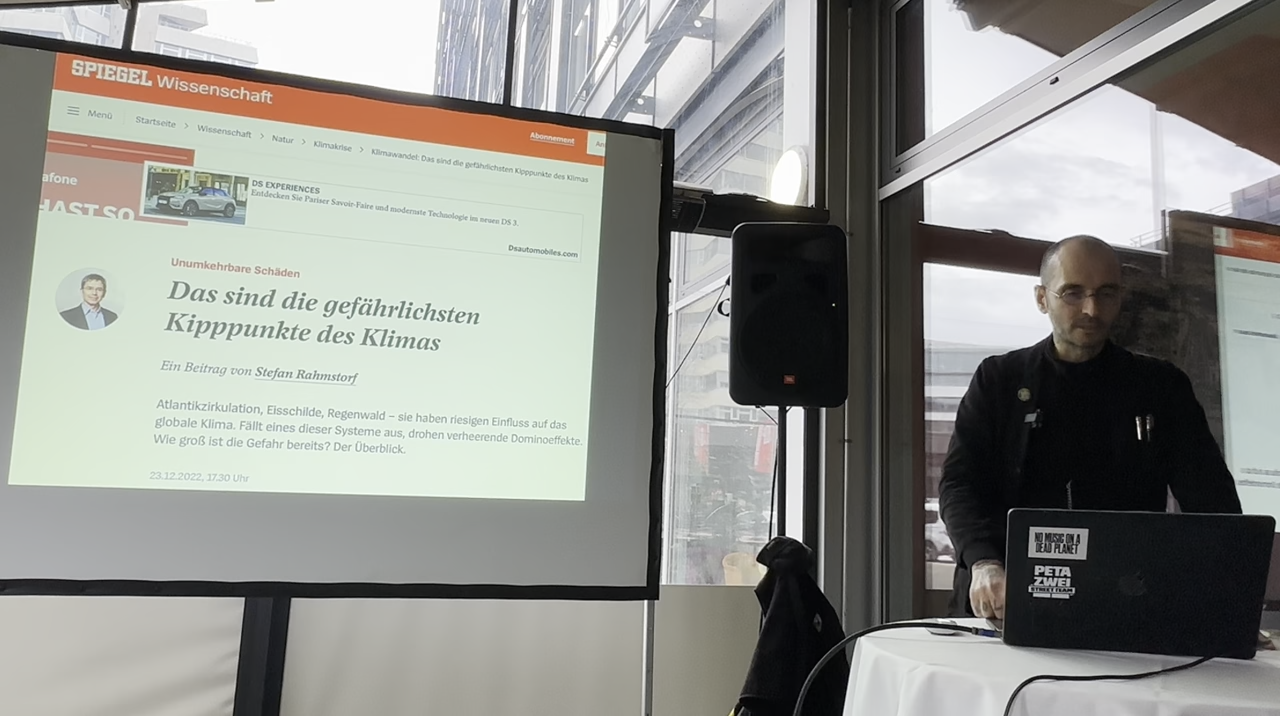 SPIEGEL Wissenschaft
Menü Startseite > Wissenschaft > Natur > Klimakrise > Klimawandel: Das sind die gefährlichsten Kipppunkte des Klimas
Abonnement
afone
HAST SO
DS EXPERIENCES
Entdecken Sie Pariser Savoir-Faire und modernste Technologie im neuen DS 3.
Dsautomobiles.com
Unumkehrbare Schäden
Das sind die gefährlichsten
Kipppunkte des Klimas
Ein Beitrag von Stefan Rahmstorf
Atlantikzirkulation, Eisschilde, Regenwald – sie haben riesigen Einfluss auf das
globale Klima. Fällt eines dieser Systeme aus, drohen verheerende Dominoeffekte.
Wie groß ist die Gefahr bereits? Der Überblick.
23.12.2022, 17.30 Uhr
JBL
NO MUSIC ON A
DEAD PLANET
PETA
ZWEI
STREET TEAM